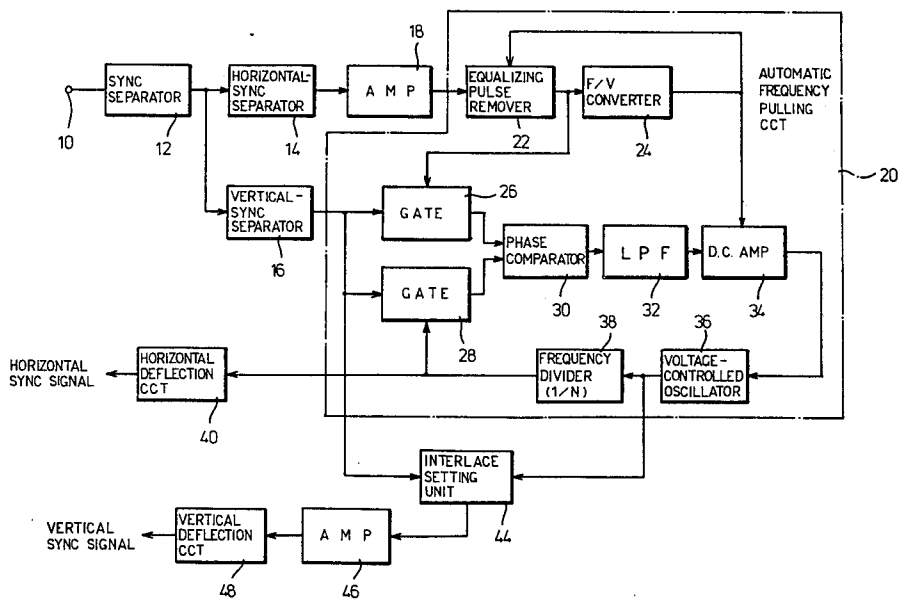 18
20
SYNC
SEPARATOR
HORIZONTAL-
SYNC
SEPARATOR
A M P
EQUALIZING
PULSE
REMOVER
F/V
CONVERTER
AUTOMATIC
FREQUENCY
PULLING
CCT
10
12
14
22
24
26
20
VERTICAL-
SYNC
SEPARATOR
GATE
16
PHASE
COMPARATOR
L P F
D.C. AMP
GATE
30
32
34
28
38
36
HORIZONTAL
SYNC SIGNAL
HORIZONTAL
DEFLECTION
CCT
FREQUENCY
DIVIDER
(1/N)
VOLTAGE-
CONTROLLED
OSCILLATOR
40
INTERLACE
SETTING
UNIT
44
VERTICAL
SYNC SIGNAL
VERTICAL
DEFLECTION
CCT
A M P
48
46